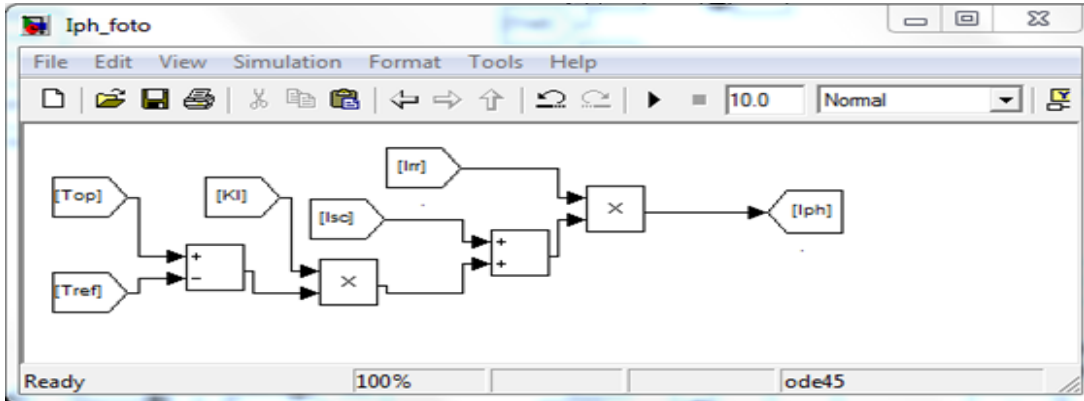 Iph_foto
File Edit View Simulation Format Tools Help
10.0 Normal
[Irr]
[Top] [KI]
[Isc] × [Iph]
+ +
− +
[Tref] ×
Ready 100% ode45